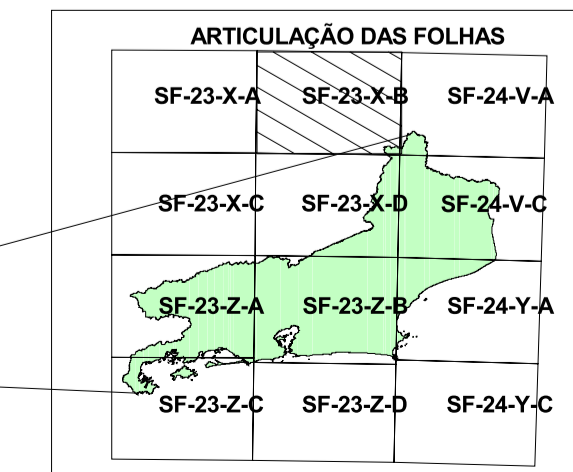 ARTICULAÇÃO DAS FOLHAS
SF-23-X-A SF-23-X-B SF-24-V-A
SF-23-X-C SF-23-X-D SF-24-V-C
SF-23-Z-A SF-23-Z-B SF-24-Y-A
SF-23-Z-C SF-23-Z-D SF-24-Y-C